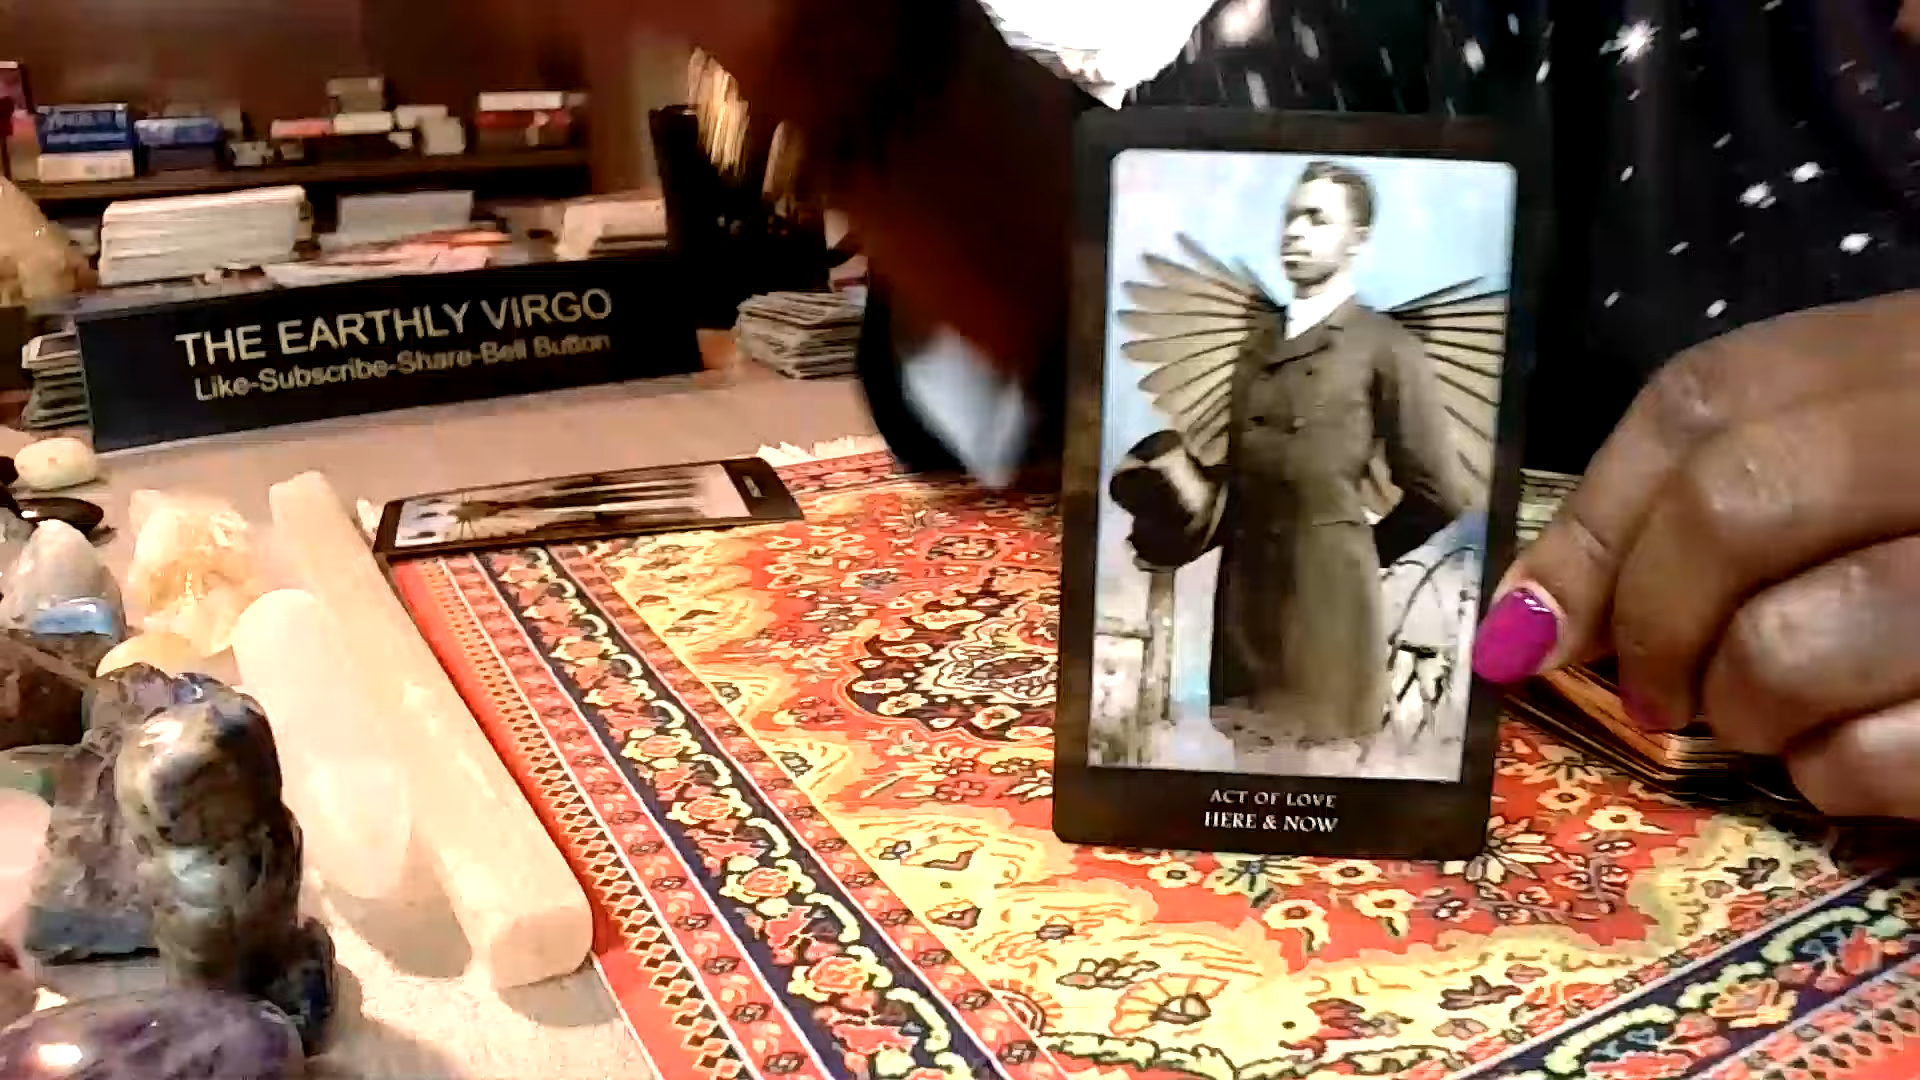 THE EARTHLY VIRGO
Like-Subscribe-Share-Bell Button
ACT OF LOVE
HERE & NOW